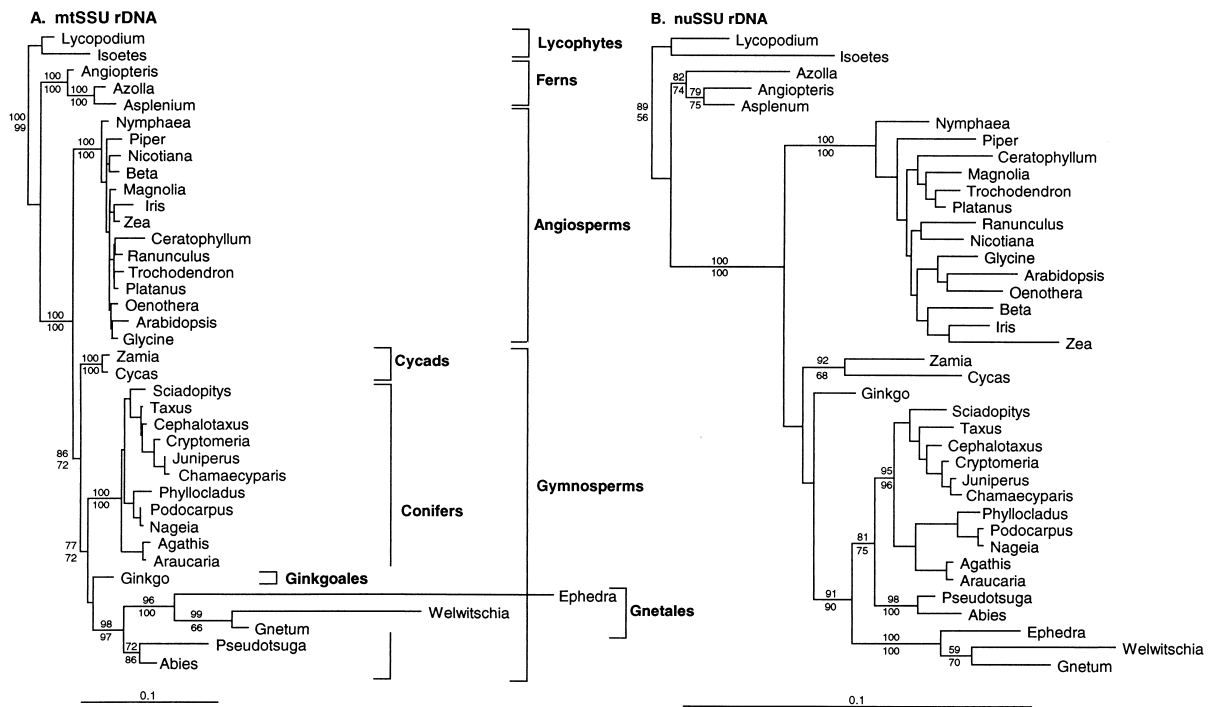 A. mtSSU rDNA
Lycopodium
Isoetes
Angiopteris
100
100
Azolla
100
100
Asplenium
100
99
Nymphaea
100
100
Piper
Nicotiana
Beta
Magnolia
Iris
Zea
Ceratophyllum
Ranunculus
Trochodendron
Platanus
Oenothera
100
100
Arabidopsis
Glycine
Zamia
100
100
Cycas
Sciadopitys
Taxus
Cephalotaxus
Cryptomeria
86
72
Juniperus
Chamaecyparis
100
100
Phyllocladus
Podocarpus
Nageia
77
72
Agathis
Araucaria
Ginkgo
96
100
Ephedra
99
66
Welwitschia
98
97
Gnetum
72
86
Pseudotsuga
Abies
0.1
Lycophytes
Ferns
Angiosperms
Cycads
Gymnosperms
Conifers
Ginkgoales
Gnetales
B. nuSSU rDNA
Lycopodium
Isoetes
82
74
Azolla
79
75
Angiopteris
Asplenum
89
56
Nymphaea
100
100
Piper
Ceratophyllum
Magnolia
Trochodendron
Platanus
Ranunculus
Nicotiana
100
100
Glycine
Arabidopsis
Oenothera
Beta
Iris
Zea
92
68
Zamia
Cycas
Ginkgo
Sciadopitys
Taxus
Cephalotaxus
95
96
Cryptomeria
Juniperus
Chamaecyparis
Phyllocladus
Podocarpus
81
75
Nageia
Agathis
Araucaria
91
90
98
100
Pseudotsuga
Abies
100
100
Ephedra
59
70
Welwitschia
Gnetum
0.1